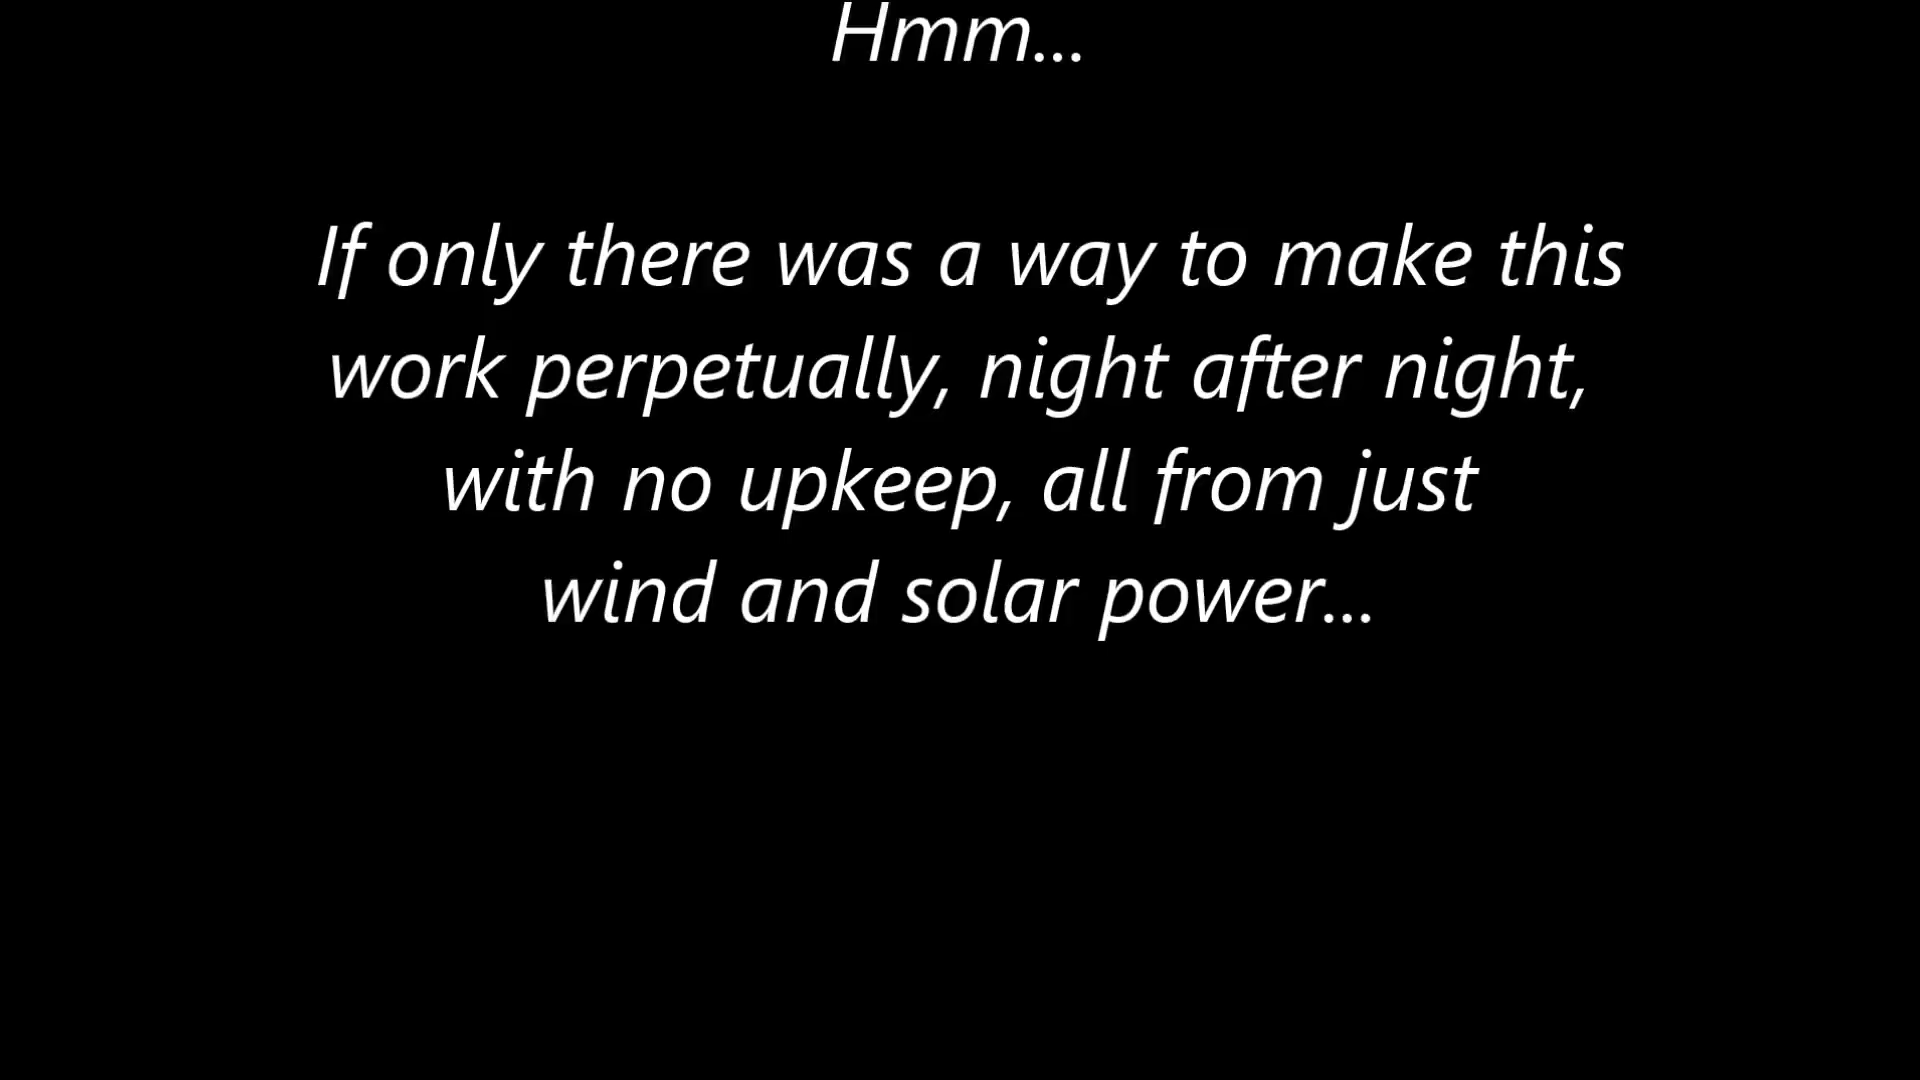 Hmm...
If only there was a way to make this
work perpetually, night after night,
with no upkeep, all from just
wind and solar power...